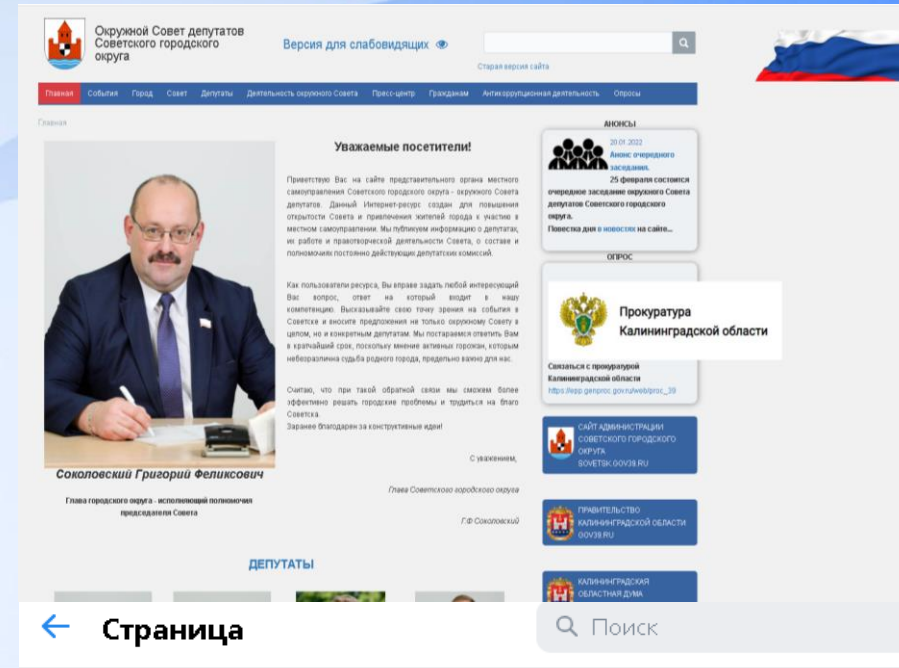 Окружной Совет депутатов
Советского городского
округа
Версия для слабовидящих
Старая версия сайта
Главная События Город Совет Депутаты Деятельность окружного Совета Пресс-центр Гражданам Антикоррупционная деятельность Опросы
Главная
Соколовский Григорий Феликсович
Глава городского округа - исполняющий полномочия
председателя Совета
Уважаемые посетители!
Приветствую Вас на сайте представительного органа местного
самоуправления Советского городского округа - окружного Совета
депутатов. Данный Интернет-ресурс создан для повышения
открытости Совета и привлечения жителей города к участию в
местном самоуправлении. Мы публикуем информацию о депутатах,
их работе и правотворческой деятельности Совета, о составе и
полномочиях постоянно действующих депутатских комиссий.
Как пользователи ресурса, Вы вправе задать любой интересующий
Вас вопрос, ответ на который входит в нашу
компетенцию. Высказывайте свою точку зрения на события в
Советске и вносите предложения не только окружному Совету в
целом, но и конкретным депутатам. Мы постараемся ответить Вам
в кратчайший срок, поскольку мнение активных горожан, которым
небезразлична судьба родного города, предельно важно для нас.
Считаю, что при такой обратной связи мы сможем более
эффективно решать городские проблемы и трудиться на благо
Советска.
Заранее благодарен за конструктивные идеи!
С уважением,
Глава Советского городского округа
Г.Ф Соколовский
АНОНСЫ
20.01.2022
Анонс очередного
заседания.
25 февраля состоится
очередное заседание окружного Совета
депутатов Советского городского
округа.
Повестка дня в новостях на сайте...
ОПРОС
Прокуратура
Калининградской области
Связаться с прокуратурой
Калининградской области
https://epp.genproc.gov.ru/web/proc_39
САЙТ АДМИНИСТРАЦИИ
СОВЕТСКОГО ГОРОДСКОГО
ОКРУГА
SOVETSK.GOV39.RU
ПРАВИТЕЛЬСТВО
КАЛИНИНГРАДСКОЙ ОБЛАСТИ
GOV39.RU
КАЛИНИНГРАДСКАЯ
ОБЛАСТНАЯ ДУМА
ДЕПУТАТЫ
Страница
Поиск